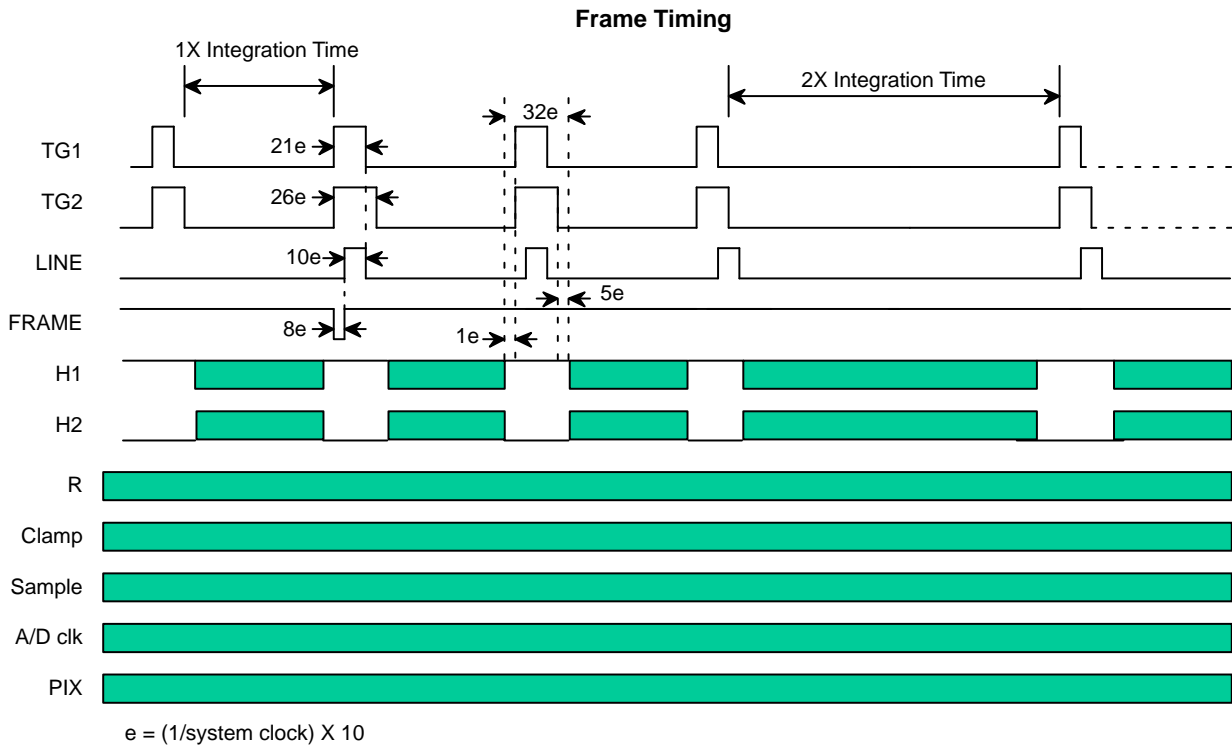 Frame Timing
1X Integration Time
2X Integration Time
32e
TG1
21e
TG2
26e
LINE
10e
5e
FRAME
8e
1e
H1
H2
R
Clamp
Sample
A/D clk
PIX
e = (1/system clock) X 10